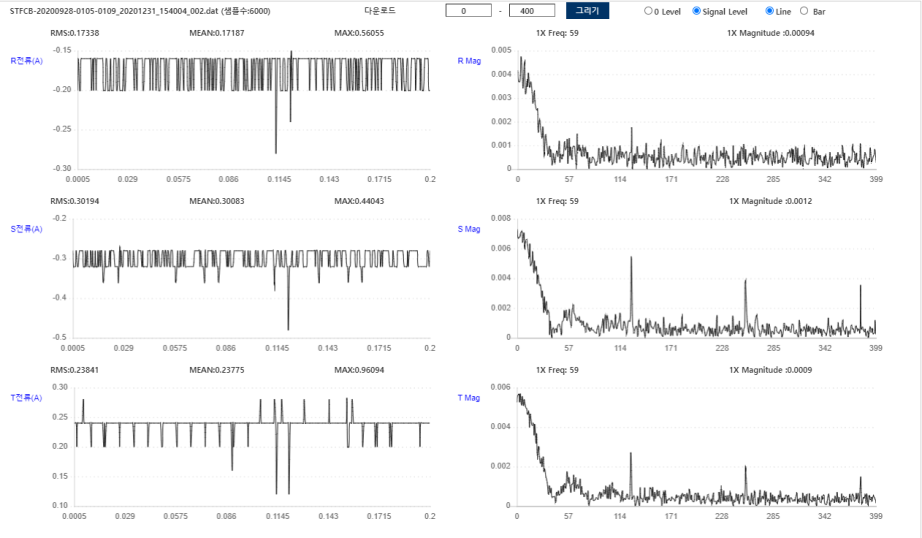 STFCB-20200928-0105-0109_20201231_154004_002.dat (샘플수:6000) 다운로드 0 - 400 그리기 0 Level Signal Level Line Bar
RMS:0.17338 MEAN:0.17187 MAX:0.56055 1X Freq: 59 1X Magnitude :0.00094
R전류(A)
-0.15
-0.20
-0.25
-0.30
0.0005 0.029 0.0575 0.086 0.1145 0.143 0.1715 0.2
R Mag
0.005
0.004
0.003
0.002
0.001
0
0 57 114 171 228 285 342 399
RMS:0.30194 MEAN:0.30083 MAX:0.44043 1X Freq: 59 1X Magnitude :0.0012
S전류(A)
-0.2
-0.3
-0.4
-0.5
0.0005 0.029 0.0575 0.086 0.1145 0.143 0.1715 0.2
S Mag
0.008
0.006
0.004
0.002
0
0 57 114 171 228 285 342 399
RMS:0.23841 MEAN:0.23775 MAX:0.96094 1X Freq: 59 1X Magnitude :0.0009
T전류(A)
0.30
0.25
0.20
0.15
0.10
0.0005 0.029 0.0575 0.086 0.1145 0.143 0.1715 0.2
T Mag
0.006
0.004
0.002
0
0 57 114 171 228 285 342 399